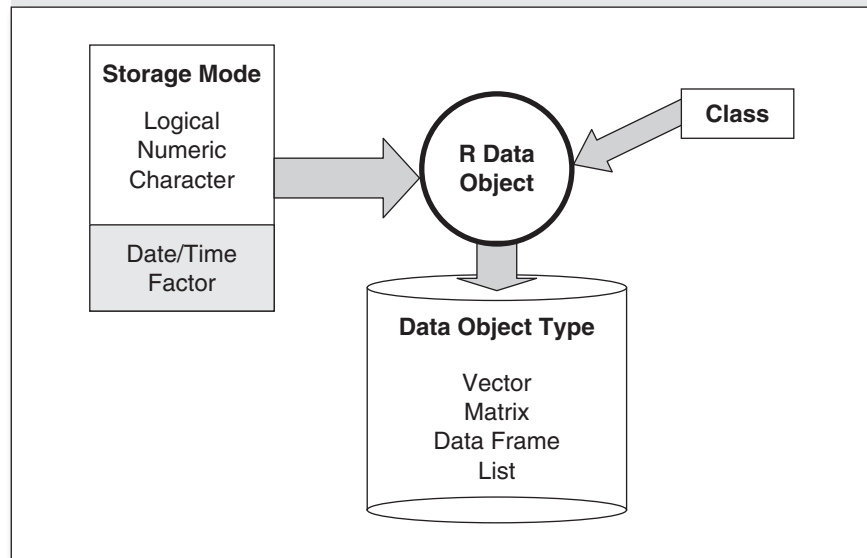 Storage Mode
Logical
Numeric
Character
Date/Time
Factor
R Data
Object
Class
Data Object Type
Vector
Matrix
Data Frame
List